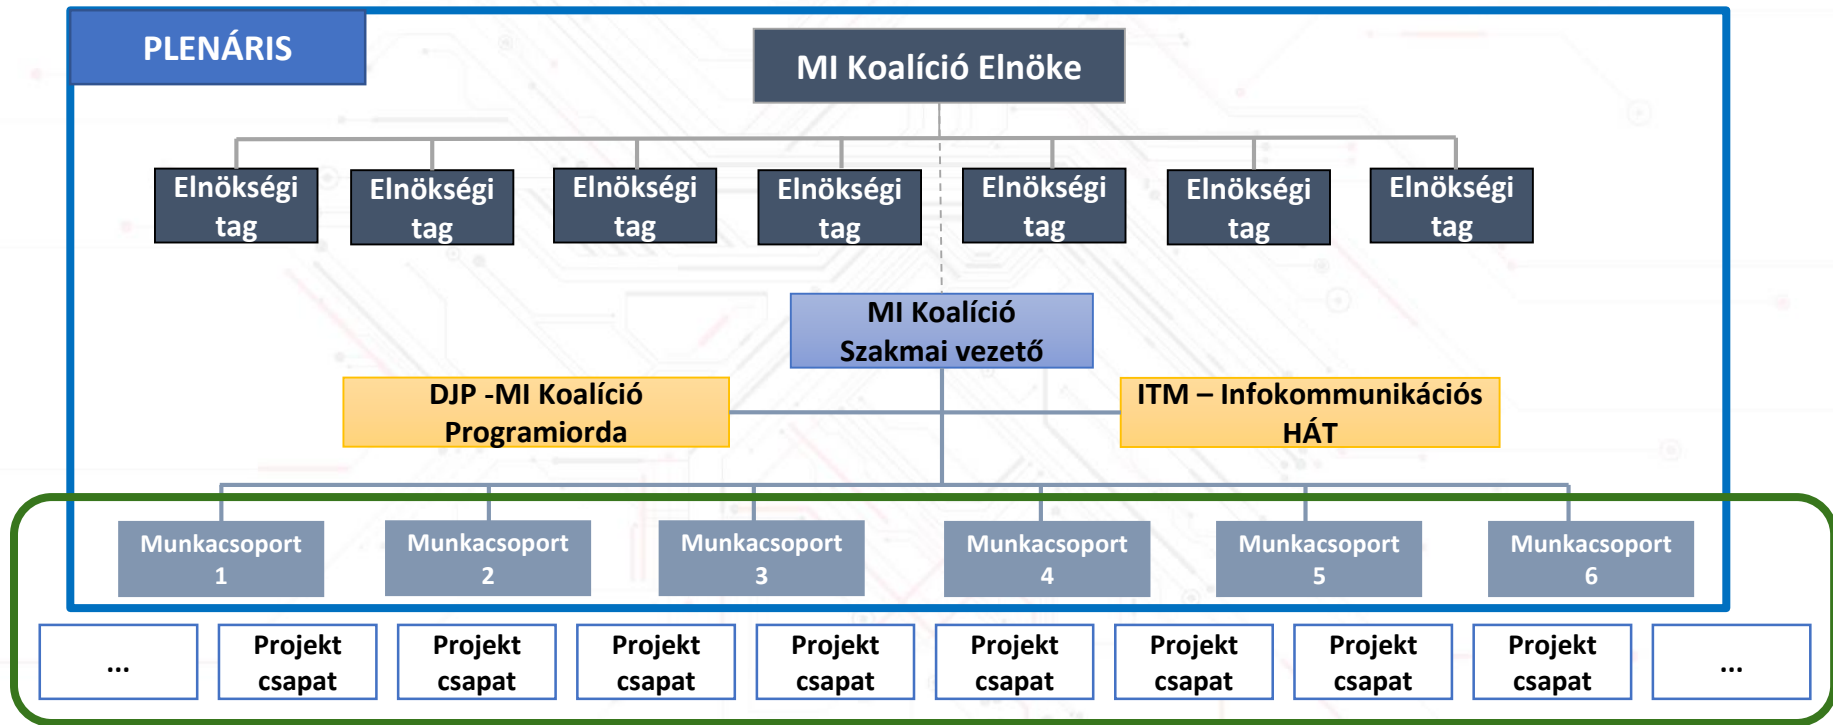 PLENÁRIS
MI Koalíció Elnöke
Elnökségi
tag
Elnökségi
tag
Elnökségi
tag
Elnökségi
tag
Elnökségi
tag
Elnökségi
tag
Elnökségi
tag
MI Koalíció
Szakmai vezető
DJP -MI Koalíció
Programiorda
ITM – Infokommunikációs
HÁT
Munkacsoport
1
Munkacsoport
2
Munkacsoport
3
Munkacsoport
4
Munkacsoport
5
Munkacsoport
6
...
Projekt
csapat
Projekt
csapat
Projekt
csapat
Projekt
csapat
Projekt
csapat
Projekt
csapat
Projekt
csapat
Projekt
csapat
...